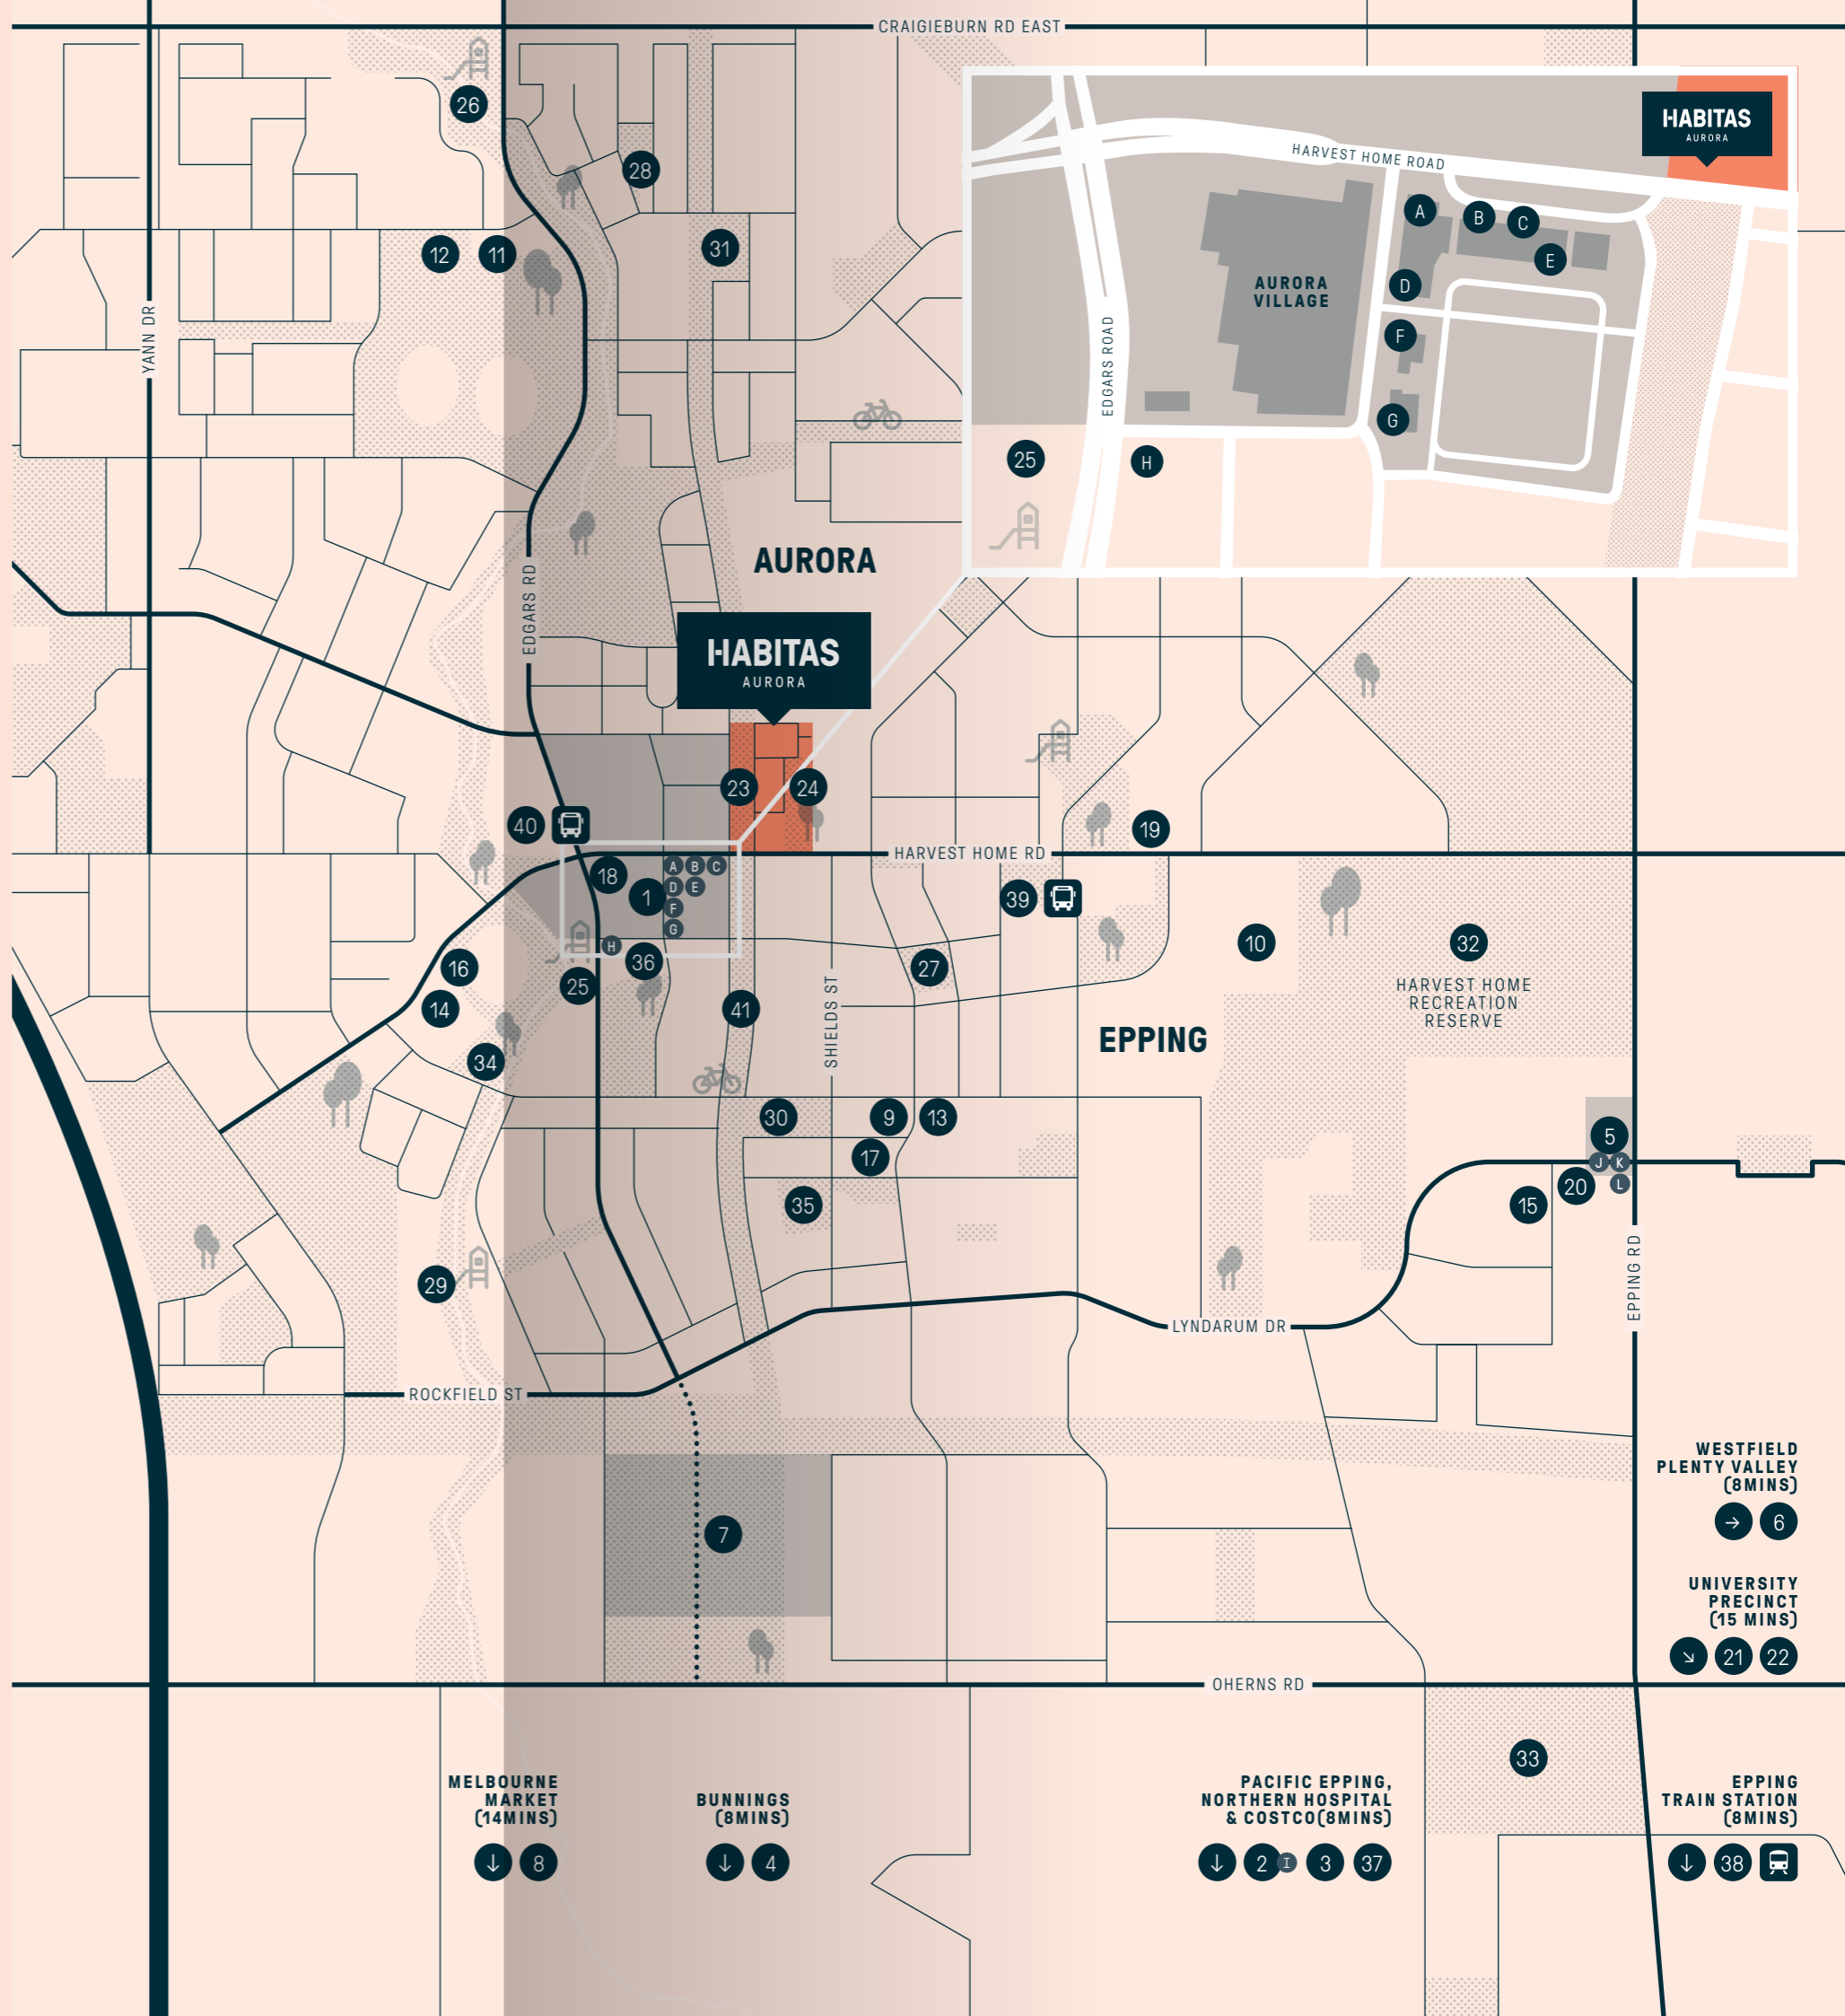 CRAIGIEBURN RD EAST
26
28
12
11
31
YANN DR
HABITAS
AURORA
HARVEST HOME ROAD
A
B
C
E
D
AURORA
VILLAGE
F
EDGARS ROAD
G
25
H
AURORA
EDGARS RD
HABITAS
AURORA
23
24
40
19
HARVEST HOME RD
18
1
A
B
C
D
E
F
G
H
39
36
25
16
14
27
41
10
32
HARVEST HOME
RECREATION
RESERVE
SHIELDS ST
EPPING
34
30
9
13
17
35
5
J
K
L
20
15
EPPING RD
29
LYNDARUM DR
ROCKFIELD ST
7
WESTFIELD
PLENTY VALLEY
(8MINS)
→
6
UNIVERSITY
PRECINCT
(15 MINS)
↘
21
22
OHERNS RD
33
MELBOURNE
MARKET
(14MINS)
↓
8
BUNNINGS
(8MINS)
↓
4
PACIFIC EPPING,
NORTHERN HOSPITAL
& COSTCO(8MINS)
↓
2
I
3
37
EPPING
TRAIN STATION
(8MINS)
↓
38